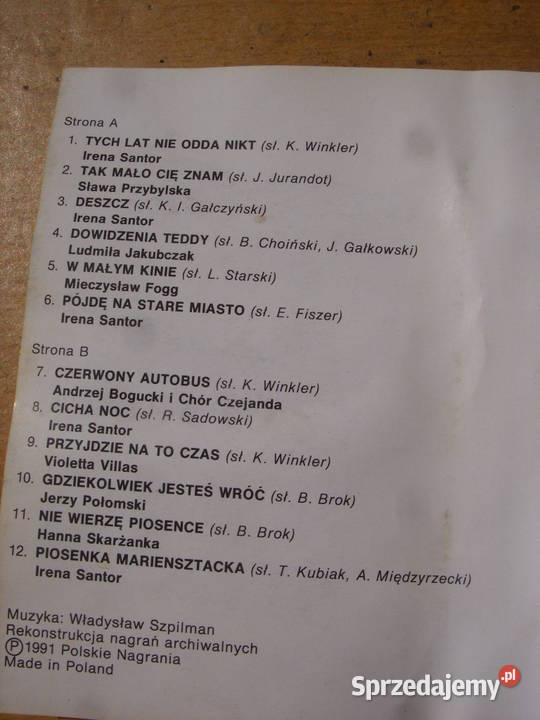 Strona A
1. TYCH LAT NIE ODDA NIKT (sł. K. Winkler)
Irena Santor
2. TAK MAŁO CIĘ ZNAM (sł. J. Jurandot)
Sława Przybylska
3. DESZCZ (sł. K. I. Gałczyński)
Irena Santor
4. DOWIDZENIA TEDDY (sł. B. Choiński, J. Gałkowski)
Ludmiła Jakubczak
5. W MAŁYM KINIE (sł. L. Starski)
Mieczysław Fogg
6. PÓJDĘ NA STARE MIASTO (sł. E. Fiszer)
Irena Santor
Strona B
7. CZERWONY AUTOBUS (sł. K. Winkler)
Andrzej Bogucki i Chór Czejanda
8. CICHA NOC (sł. R. Sadowski)
Irena Santor
9. PRZYJDZIE NA TO CZAS (sł. K. Winkler)
Violetta Villas
10. GDZIEKOLWIEK JESTEŚ WRÓĆ (sł. B. Brok)
Jerzy Połomski
11. NIE WIERZĘ PIOSENCE (sł. B. Brok)
Hanna Skarżanka
12. PIOSENKA MARIENSZTACKA (sł. T. Kubiak, A. Międzyrzecki)
Irena Santor
Muzyka: Władysław Szpilman
Rekonstrukcja nagrań archiwalnych
Ⓟ1991 Polskie Nagrania
Made in Poland
Sprzedajemy.pl